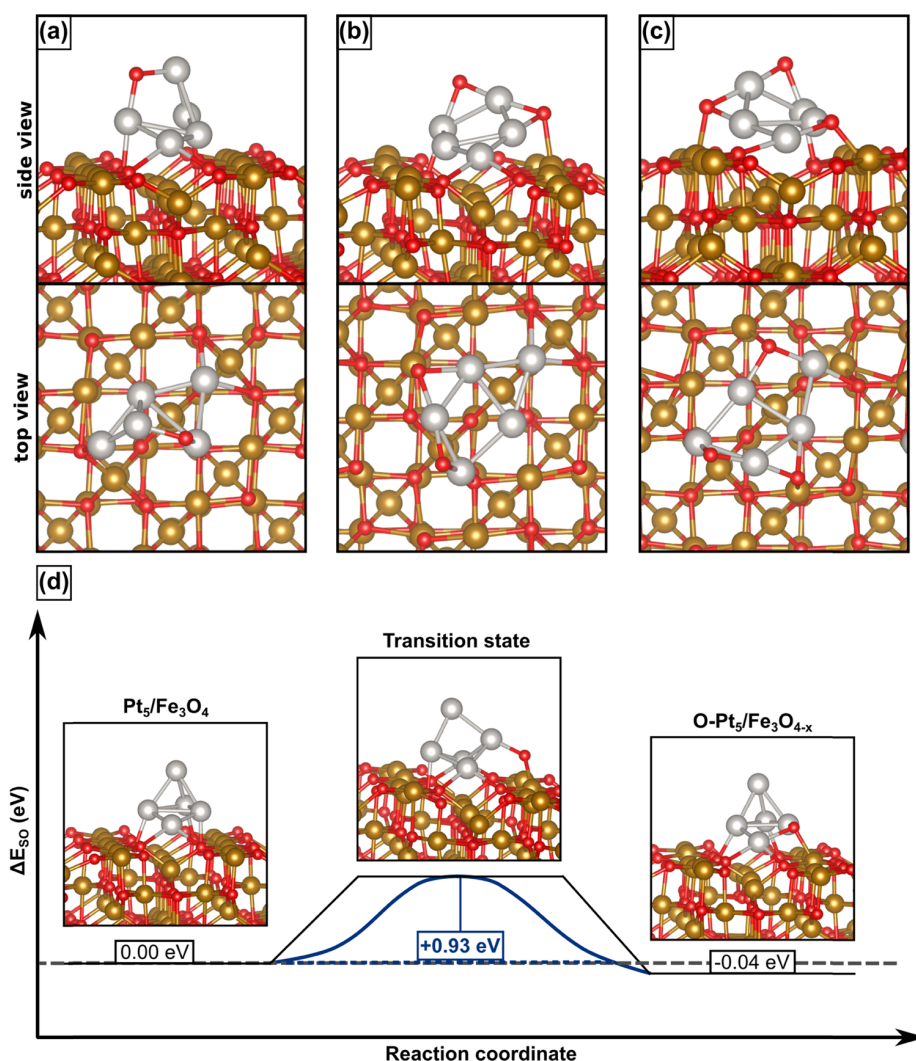 (a)
(b)
(c)
side view
top view
(d)
Transition state
Pt₅/Fe₃O₄
O-Pt₅/Fe₃O₄₋ₓ
ΔE_SO (eV)
+0.93 eV
0.00 eV
-0.04 eV
Reaction coordinate